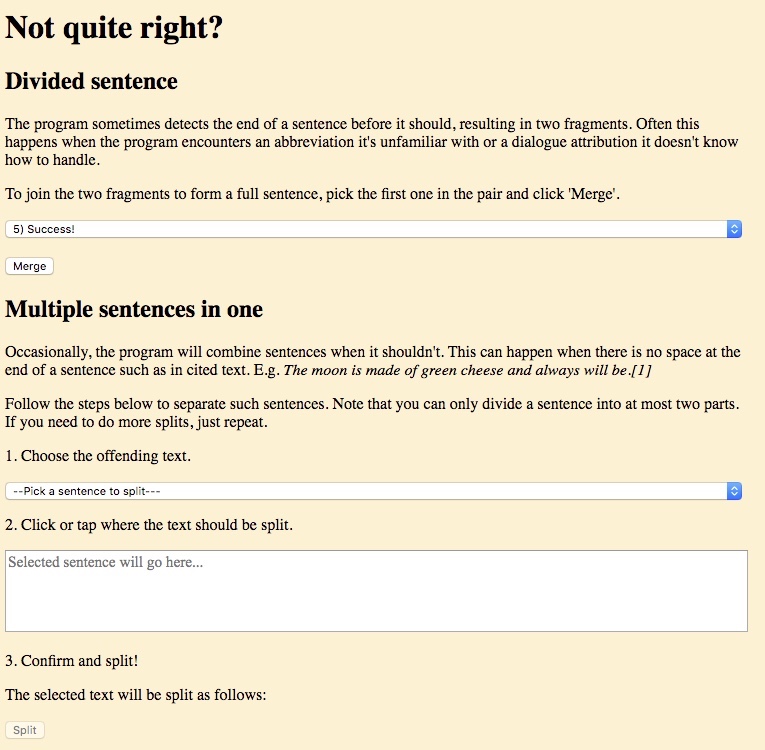 Not quite right?
Divided sentence
The program sometimes detects the end of a sentence before it should, resulting in two fragments. Often this
happens when the program encounters an abbreviation it's unfamiliar with or a dialogue attribution it doesn't know
how to handle.
To join the two fragments to form a full sentence, pick the first one in the pair and click 'Merge'.
5) Success!
Merge
Multiple sentences in one
Occasionally, the program will combine sentences when it shouldn't. This can happen when there is no space at the
end of a sentence such as in cited text. E.g. The moon is made of green cheese and always will be.[1]
Follow the steps below to separate such sentences. Note that you can only divide a sentence into at most two parts.
If you need to do more splits, just repeat.
1. Choose the offending text.
--Pick a sentence to split---
2. Click or tap where the text should be split.
Selected sentence will go here...
3. Confirm and split!
The selected text will be split as follows:
Split